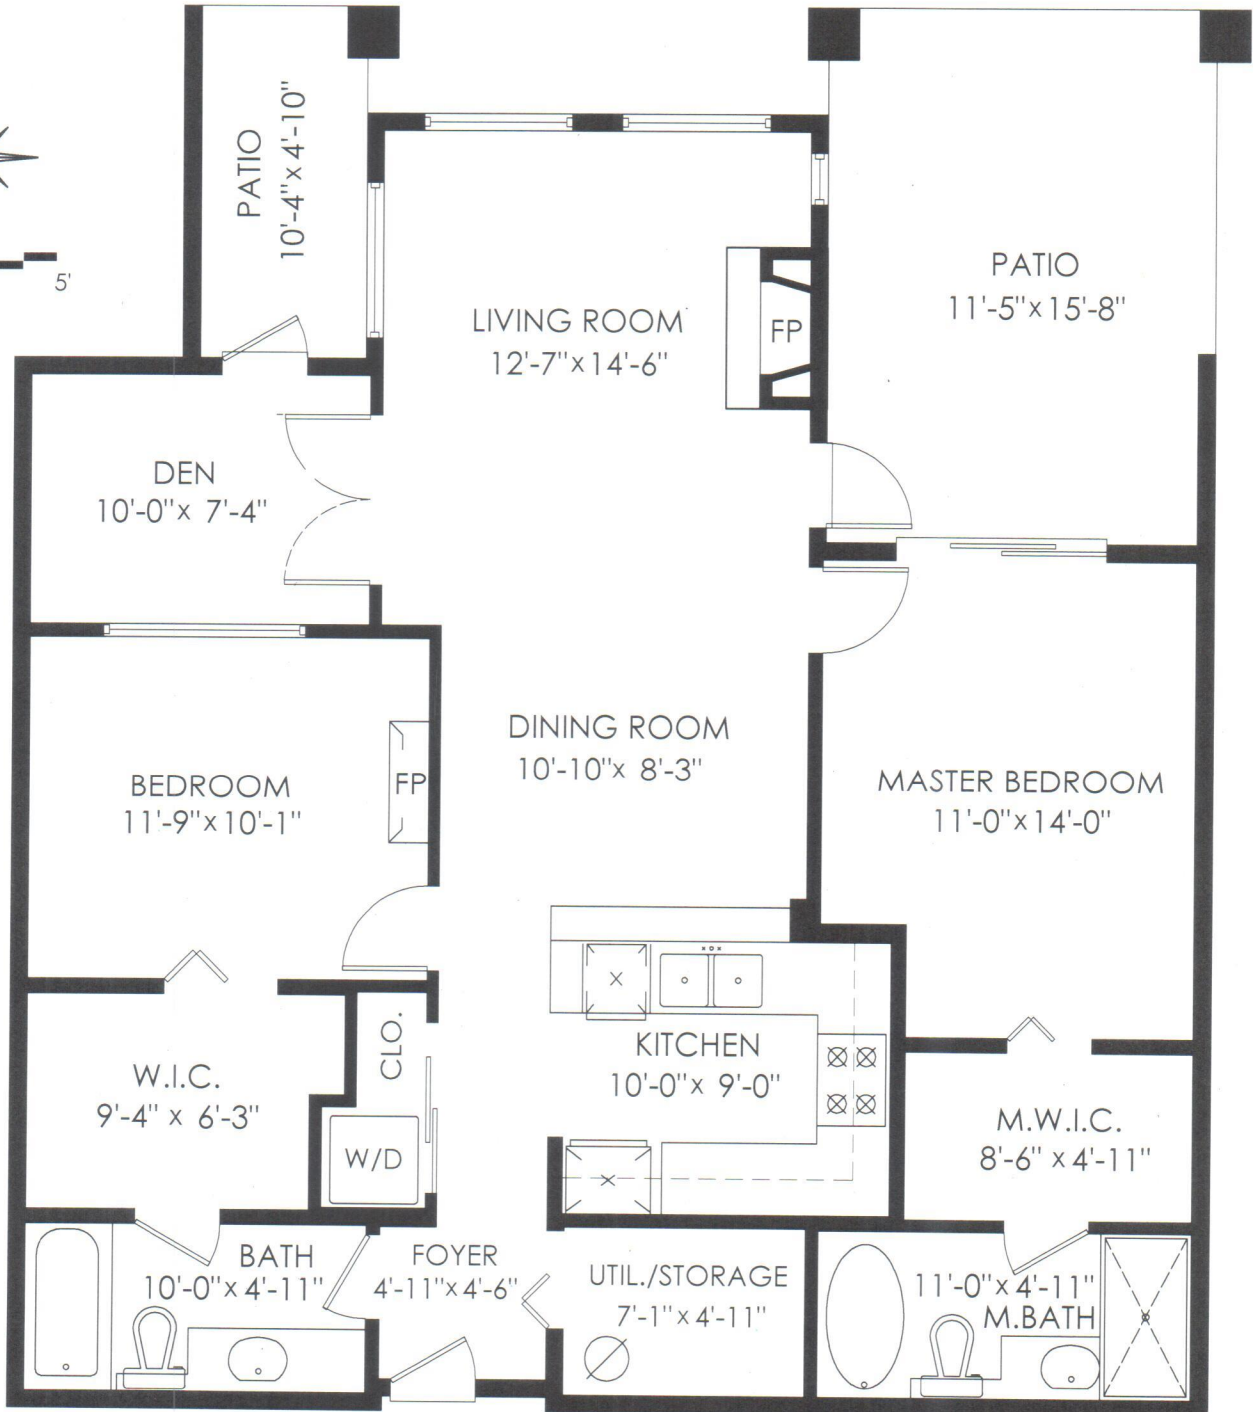 PATIO
10'-4" x 4'-10"
5'
PATIO
11'-5" x 15'-8"
LIVING ROOM
12'-7" x 14'-6"
FP
DEN
10'-0" x 7'-4"
DINING ROOM
10'-10" x 8'-3"
BEDROOM
11'-9" x 10'-1"
FP
MASTER BEDROOM
11'-0" x 14'-0"
CLO.
KITCHEN
10'-0" x 9'-0"
W.I.C.
9'-4" x 6'-3"
W/D
M.W.I.C.
8'-6" x 4'-11"
BATH
10'-0" x 4'-11"
FOYER
4'-11" x 4'-6"
UTIL./STORAGE
7'-1" x 4'-11"
11'-0" x 4'-11"
M.BATH